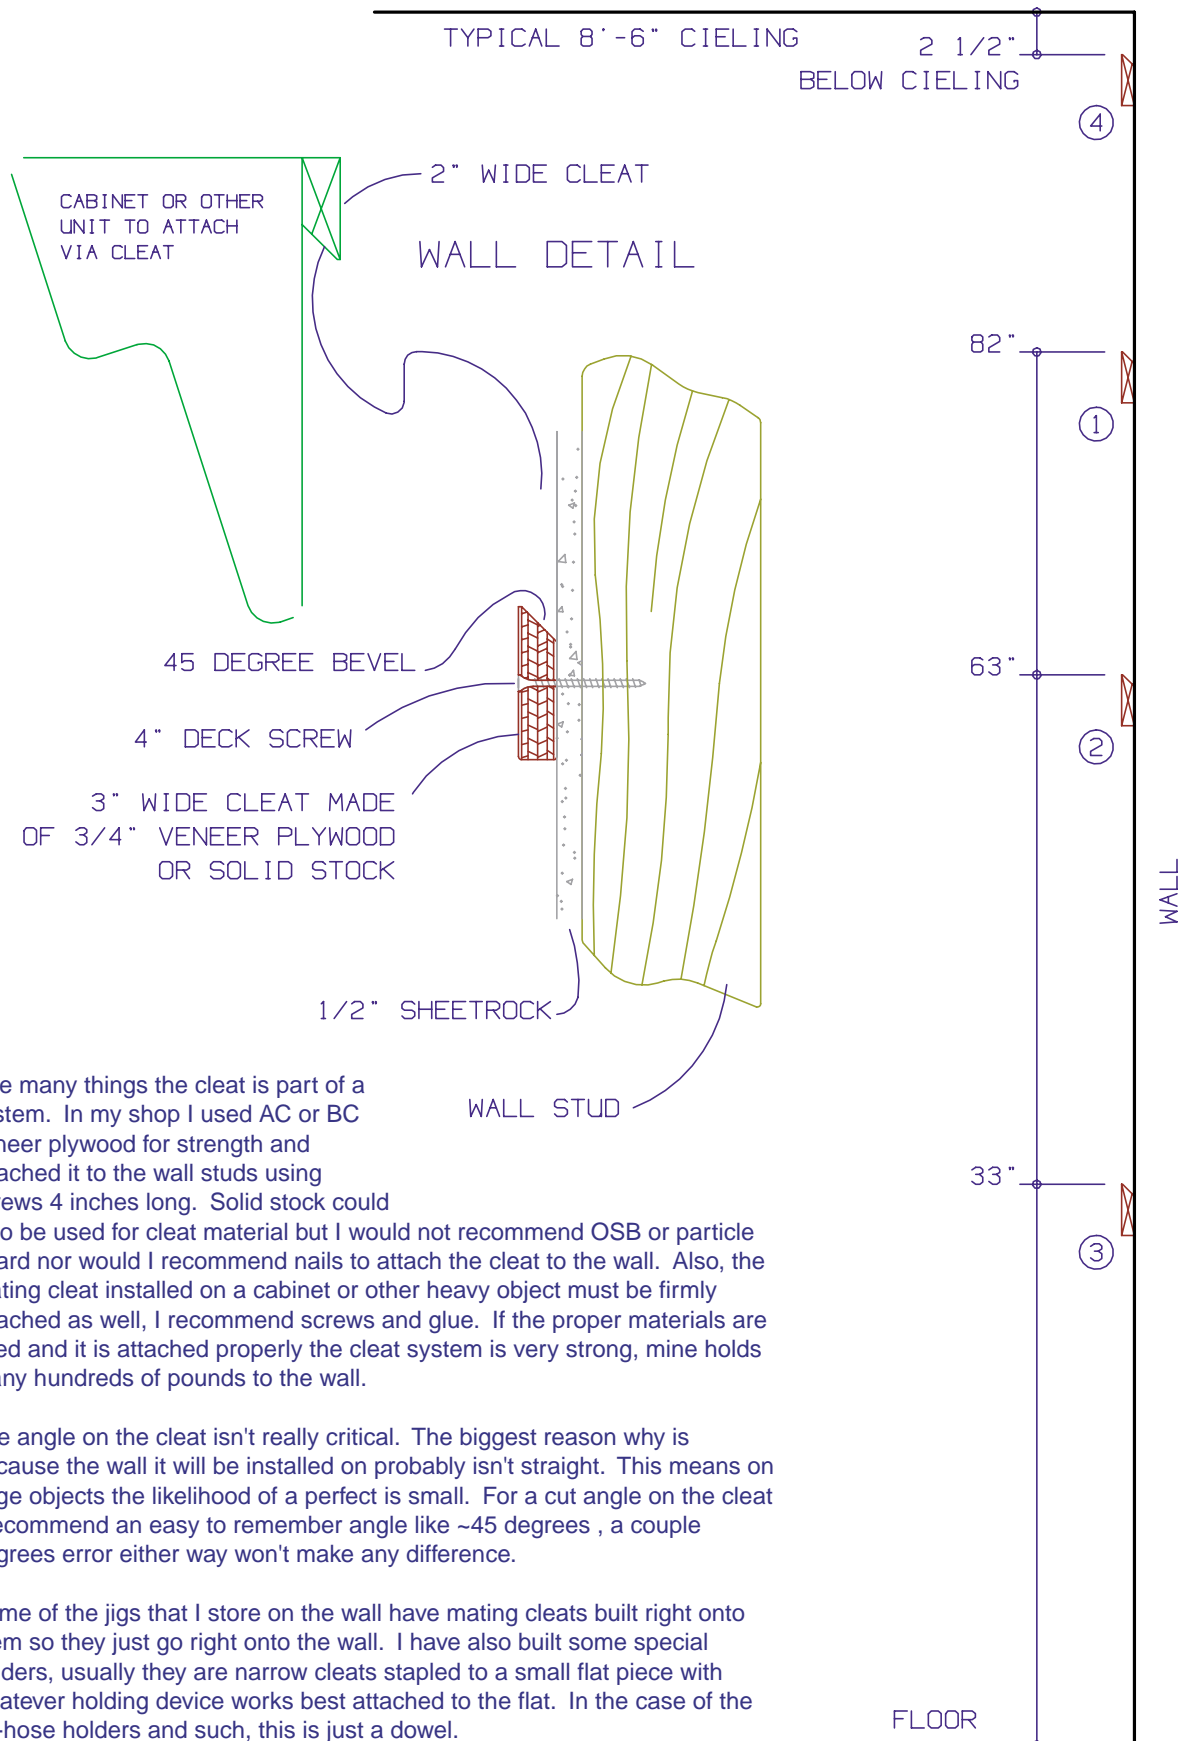 TYPICAL 8'-6" CIELING
2 1/2"
BELOW CIELING
4
2" WIDE CLEAT
CABINET OR OTHER
UNIT TO ATTACH
VIA CLEAT
WALL DETAIL
82"
1
45 DEGREE BEVEL
63"
4" DECK SCREW
2
3" WIDE CLEAT MADE
OF 3/4" VENEER PLYWOOD
OR SOLID STOCK
WALL
1/2" SHEETROCK
WALL STUD
33"
3
e many things the cleat is part of a
stem. In my shop I used AC or BC
neer plywood for strength and
ached it to the wall studs using
rews 4 inches long. Solid stock could
o be used for cleat material but I would not recommend OSB or particle
ard nor would I recommend nails to attach the cleat to the wall. Also, the
ating cleat installed on a cabinet or other heavy object must be firmly
ached as well, I recommend screws and glue. If the proper materials are
ed and it is attached properly the cleat system is very strong, mine holds
any hundreds of pounds to the wall.
e angle on the cleat isn't really critical. The biggest reason why is
cause the wall it will be installed on probably isn't straight. This means on
ge objects the likelihood of a perfect is small. For a cut angle on the cleat
recommend an easy to remember angle like ~45 degrees , a couple
grees error either way won't make any difference.
me of the jigs that I store on the wall have mating cleats built right onto
em so they just go right onto the wall. I have also built some special
ders, usually they are narrow cleats stapled to a small flat piece with
atever holding device works best attached to the flat. In the case of the
-hose holders and such, this is just a dowel.
FLOOR